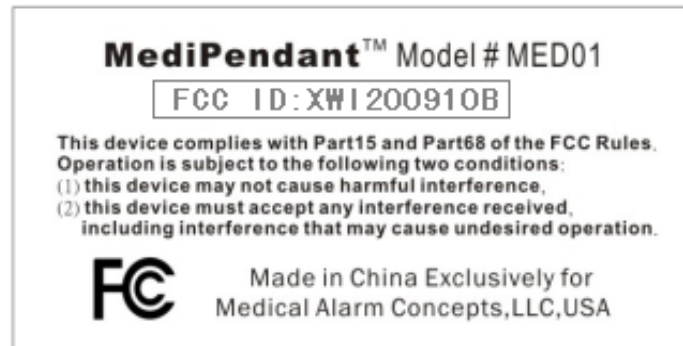 MediPendant™ Model # MED01
FCC ID:XWI200910B
This device complies with Part15 and Part68 of the FCC Rules.
Operation is subject to the following two conditions:
(1) this device may not cause harmful interference,
(2) this device must accept any interference received,
including interference that may cause undesired operation.
FC Made in China Exclusively for
Medical Alarm Concepts,LLC,USA